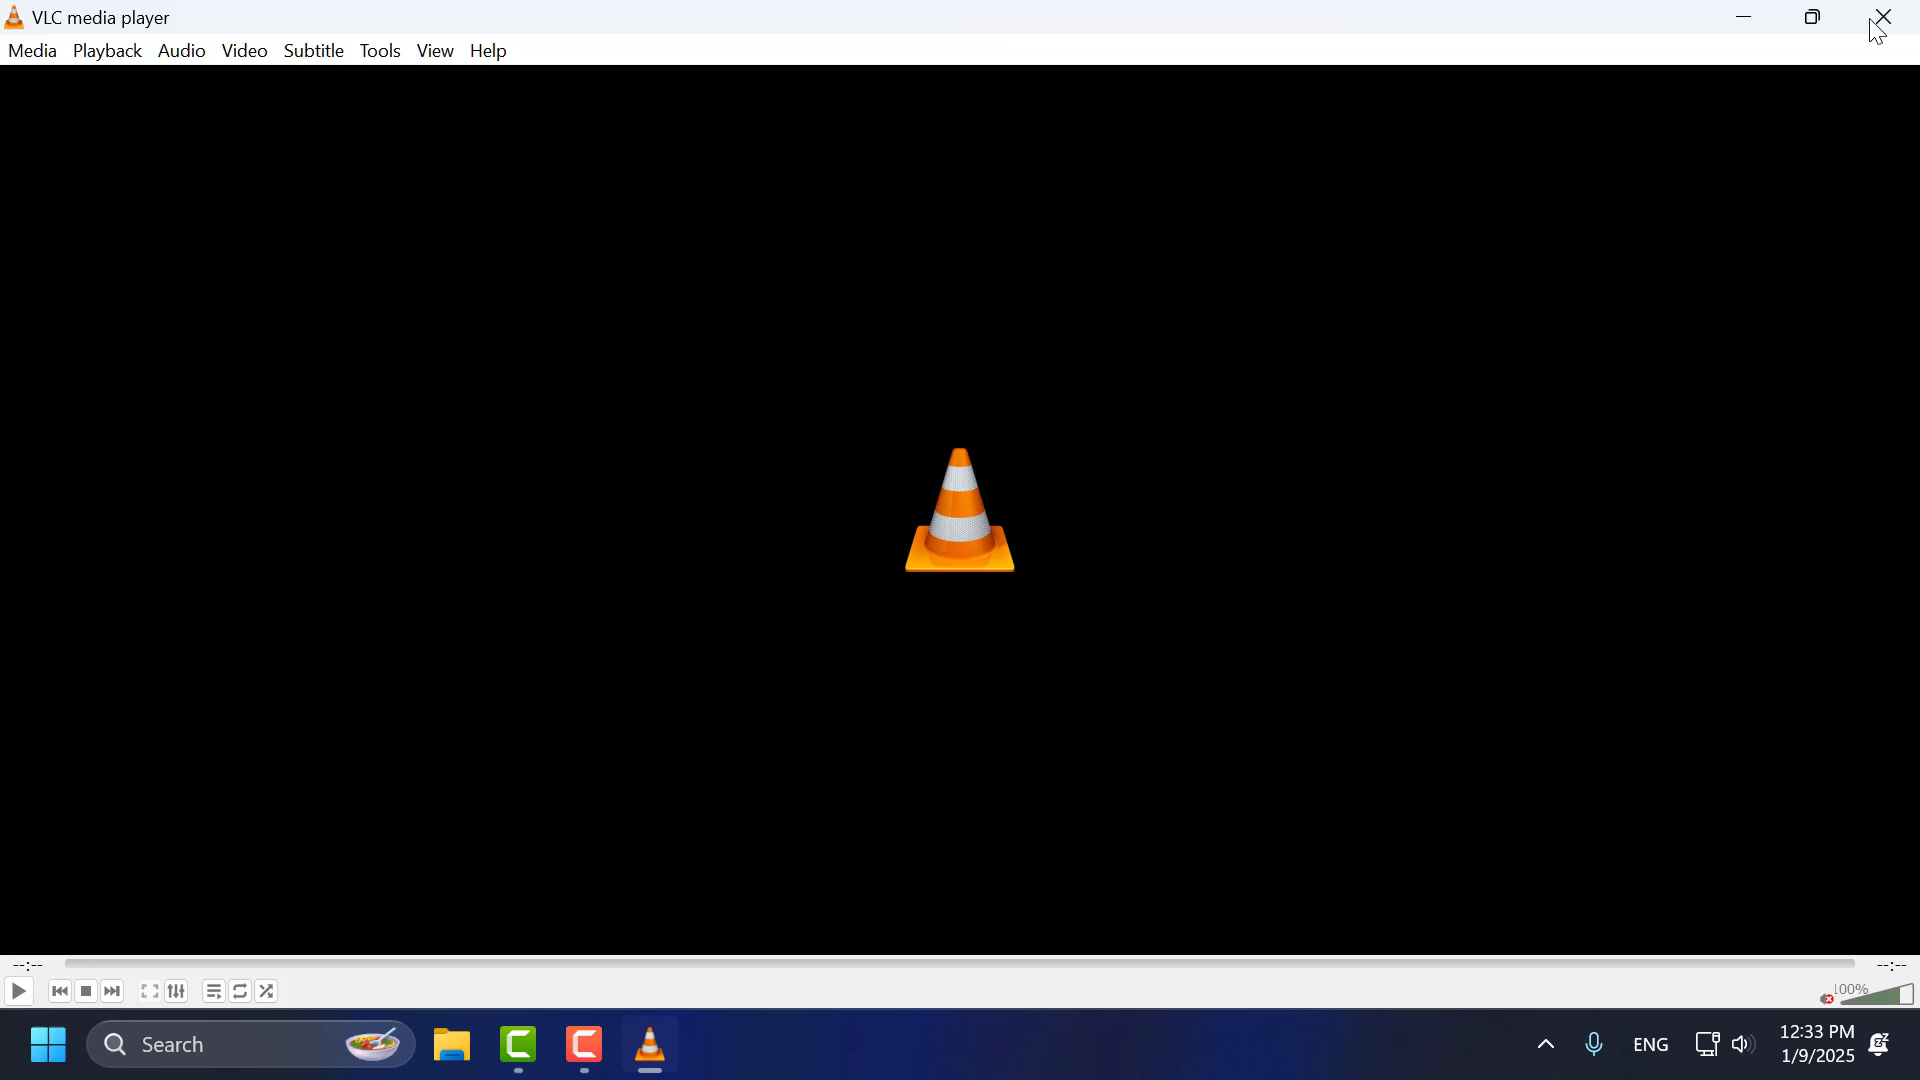 VLC media player
Media Playback Audio Video Subtitle Tools View Help
--:-- --:--
100%
Search
ENG
12:33 PM
1/9/2025